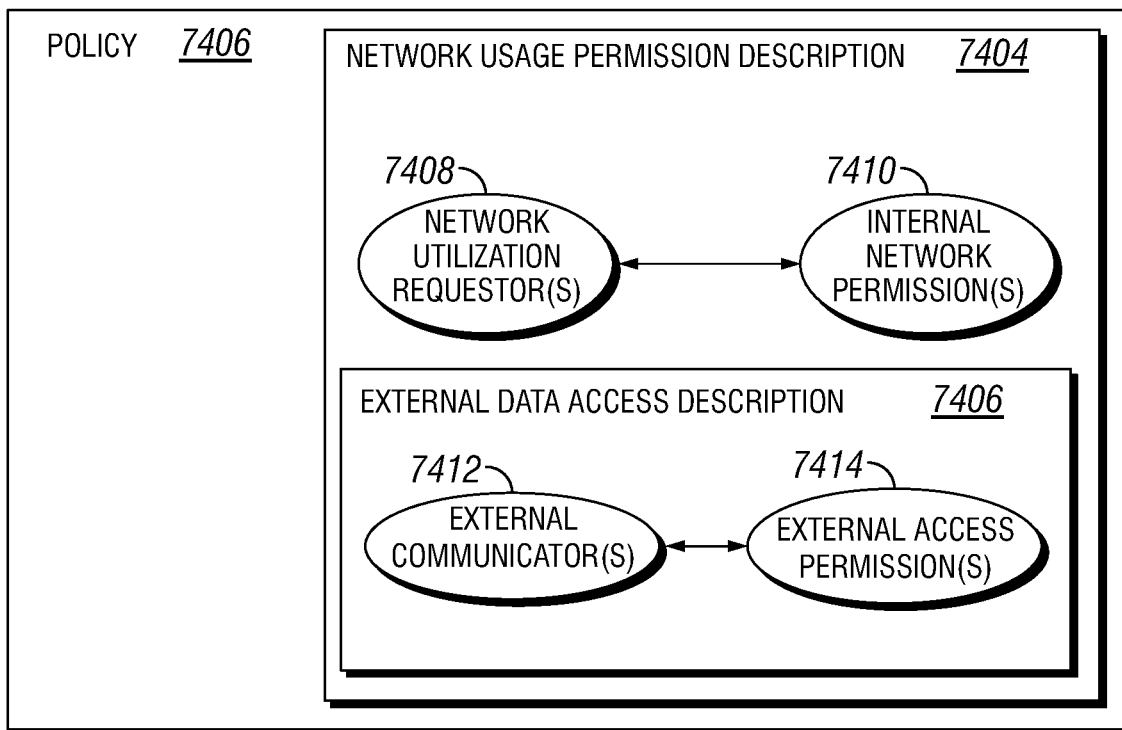 POLICY 7406
NETWORK USAGE PERMISSION DESCRIPTION 7404
7408
NETWORK
UTILIZATION
REQUESTOR(S)
7410
INTERNAL
NETWORK
PERMISSION(S)
EXTERNAL DATA ACCESS DESCRIPTION 7406
7412
EXTERNAL
COMMUNICATOR(S)
7414
EXTERNAL ACCESS
PERMISSION(S)